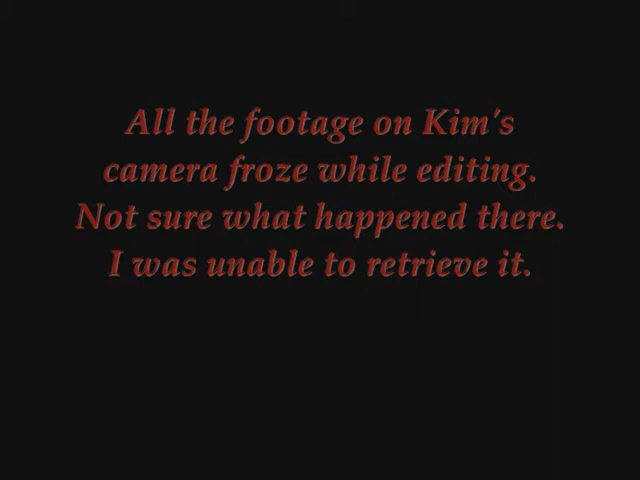 All the footage on Kim's
camera froze while editing.
Not sure what happened there.
I was unable to retrieve it.